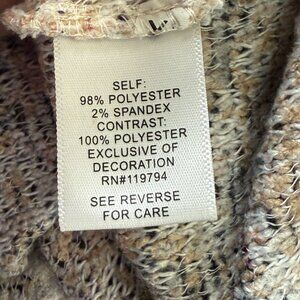 SELF:
98% POLYESTER
2% SPANDEX
CONTRAST:
100% POLYESTER
EXCLUSIVE OF
DECORATION
RN#119794
SEE REVERSE
FOR CARE